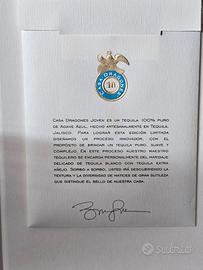 CASA DRAGONES
CASA DRAGONES JOVEN ES UN TEQUILA 100% PURO
DE AGAVE AZUL, HECHO ARTESANALMENTE EN TEQUILA,
JALISCO. PARA LOGRAR ESTA EDICIÓN LIMITADA
DISEÑAMOS UN PROCESO INNOVADOR, CON EL
PROPÓSITO DE BRINDAR UN TEQUILA PURO, SUAVE
Y COMPLEJO. EN ESTE PROCESO NUESTRO MAESTRO
TEQUILERO SE ENCARGA PERSONALMENTE DEL MARIDAJE
DELICADO DE TEQUILA BLANCO CON TEQUILA EXTRA
AÑEJO. SORBO A SORBO, USTED IRÁ DESCUBRIENDO LA
TEXTURA Y LA DIVERSIDAD DE MATICES DE GRAN SUTILEZA
QUE DISTINGUE EL SELLO DE NUESTRA CASA.
Subito.it